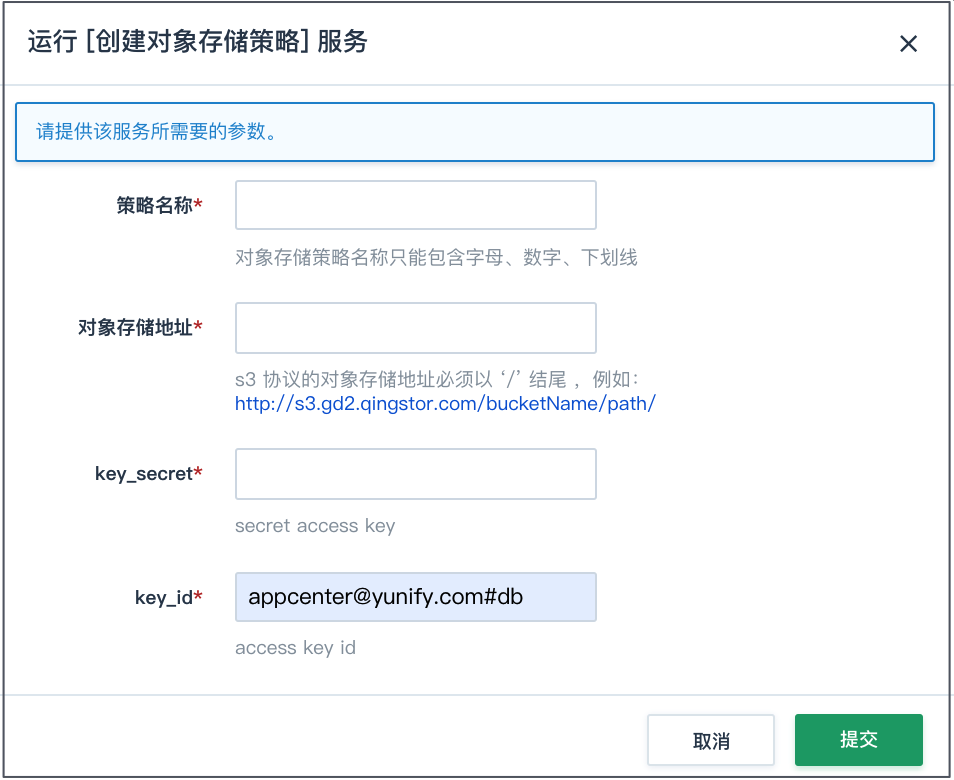 运行 [创建对象存储策略] 服务
请提供该服务所需要的参数。
策略名称*
对象存储策略名称只能包含字母、数字、下划线
对象存储地址*
s3 协议的对象存储地址必须以 ‘/’ 结尾 ，例如：
http://s3.gd2.qingstor.com/bucketName/path/
key_secret*
secret access key
key_id*
appcenter@yunify.com#db
access key id
取消
提交